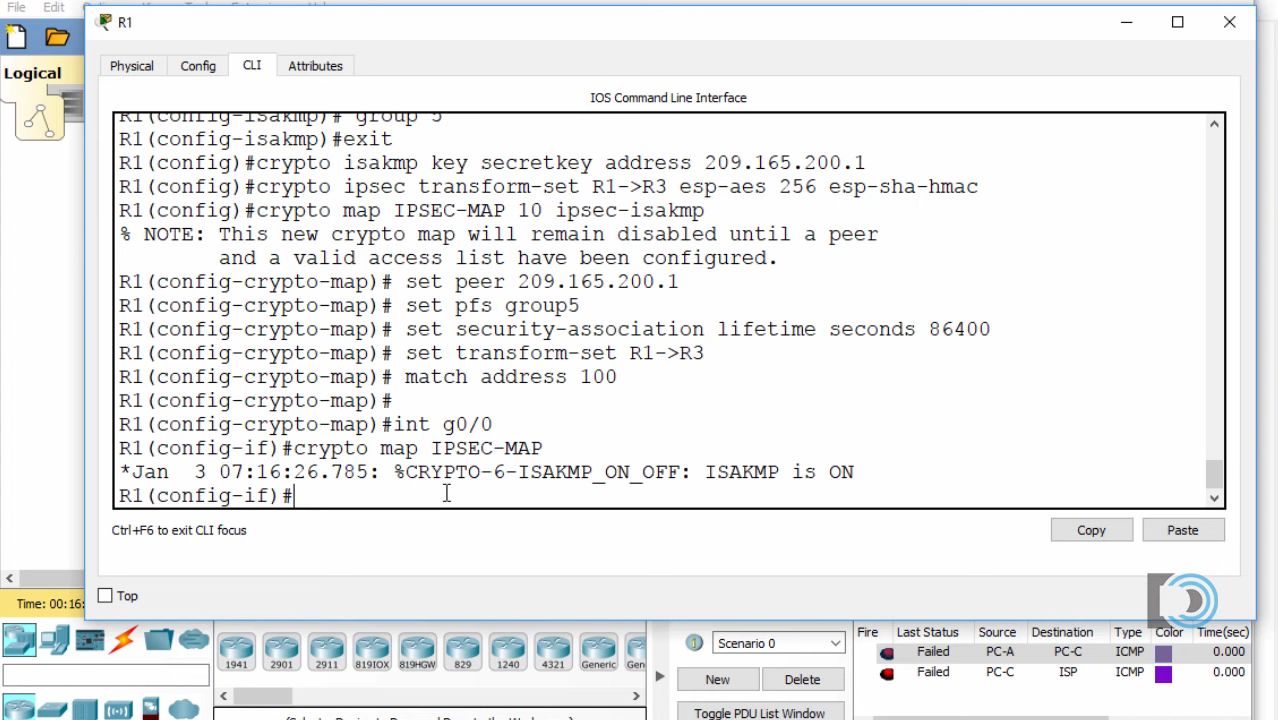 File Edit
R1
Logical
Physical Config CLI Attributes
IOS Command Line Interface
R1(config-isakmp)# group 5
R1(config-isakmp)#exit
R1(config)#crypto isakmp key secretkey address 209.165.200.1
R1(config)#crypto ipsec transform-set R1->R3 esp-aes 256 esp-sha-hmac
R1(config)#crypto map IPSEC-MAP 10 ipsec-isakmp
% NOTE: This new crypto map will remain disabled until a peer
and a valid access list have been configured.
R1(config-crypto-map)# set peer 209.165.200.1
R1(config-crypto-map)# set pfs group5
R1(config-crypto-map)# set security-association lifetime seconds 86400
R1(config-crypto-map)# set transform-set R1->R3
R1(config-crypto-map)# match address 100
R1(config-crypto-map)#
R1(config-crypto-map)#int g0/0
R1(config-if)#crypto map IPSEC-MAP
*Jan  3 07:16:26.785: %CRYPTO-6-ISAKMP_ON_OFF: ISAKMP is ON
R1(config-if)#
Ctrl+F6 to exit CLI focus
Copy Paste
Top
Time: 00:16:
1941 2901 2911 819IOX 819HGW 829 1240 4321 Generic Gen
Scenario 0
New Delete
Toggle PDU List Window
Fire Last Status Source Destination Type Color Time(sec)
Failed PC-A PC-C ICMP 0.000
Failed PC-C ISP ICMP 0.000